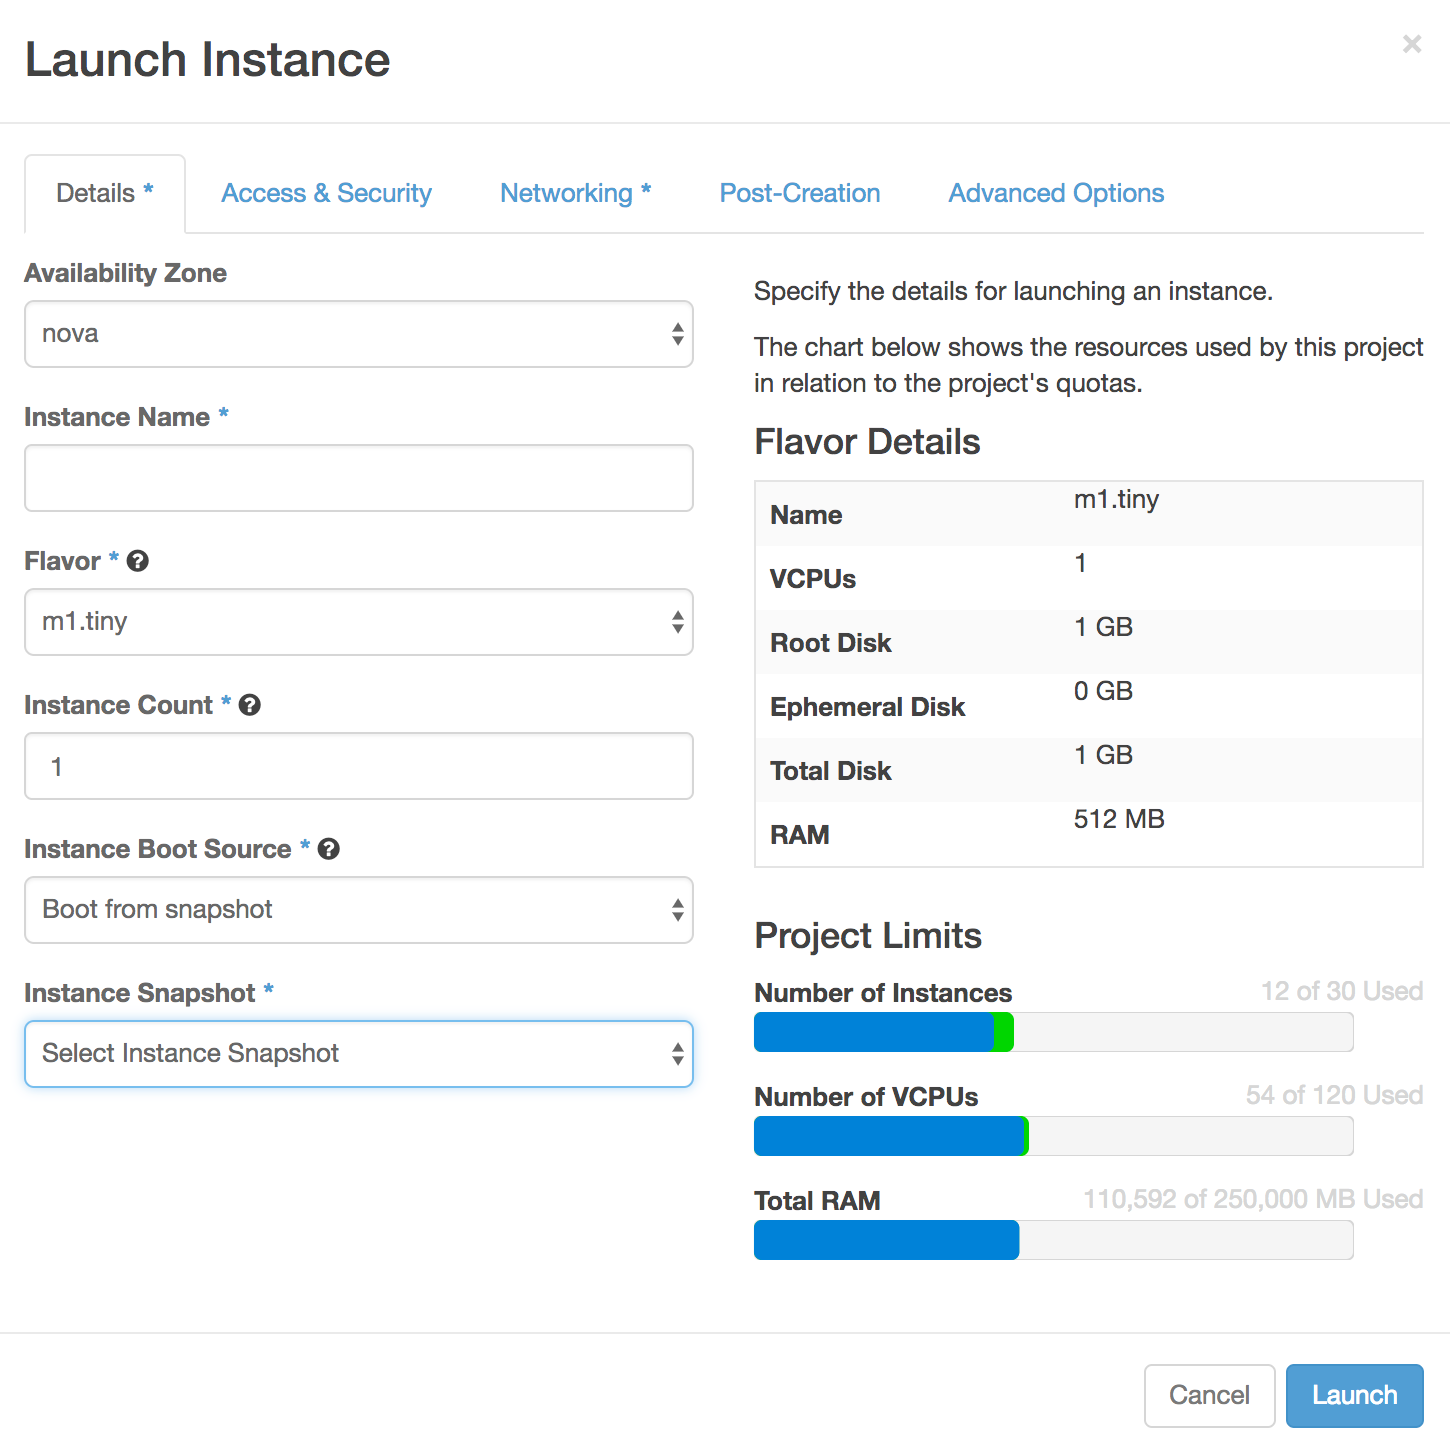 Launch Instance
×
Details *
Access & Security
Networking *
Post-Creation
Advanced Options
Availability Zone
nova
Instance Name *
Flavor * ?
m1.tiny
Instance Count * ?
1
Instance Boot Source * ?
Boot from snapshot
Instance Snapshot *
Select Instance Snapshot
Specify the details for launching an instance.
The chart below shows the resources used by this project
in relation to the project's quotas.
Flavor Details
Name m1.tiny
VCPUs 1
Root Disk 1 GB
Ephemeral Disk 0 GB
Total Disk 1 GB
RAM 512 MB
Project Limits
Number of Instances 12 of 30 Used
Number of VCPUs 54 of 120 Used
Total RAM 110,592 of 250,000 MB Used
Cancel
Launch